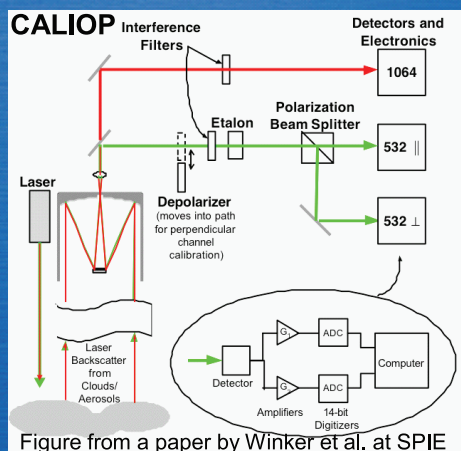 CALIOP
Interference
Filters
Detectors and
Electronics
1064
Etalon
Polarization
Beam Splitter
532 ||
Laser
Depolarizer
(moves into path
for perpendicular
channel
calibration)
532 ⊥
Laser
Backscatter
from
Clouds/
Aerosols
G
ADC
Computer
Detector
G
ADC
Amplifiers
14-bit
Digitizers
Figure from a paper by Winker et al. at SPIE